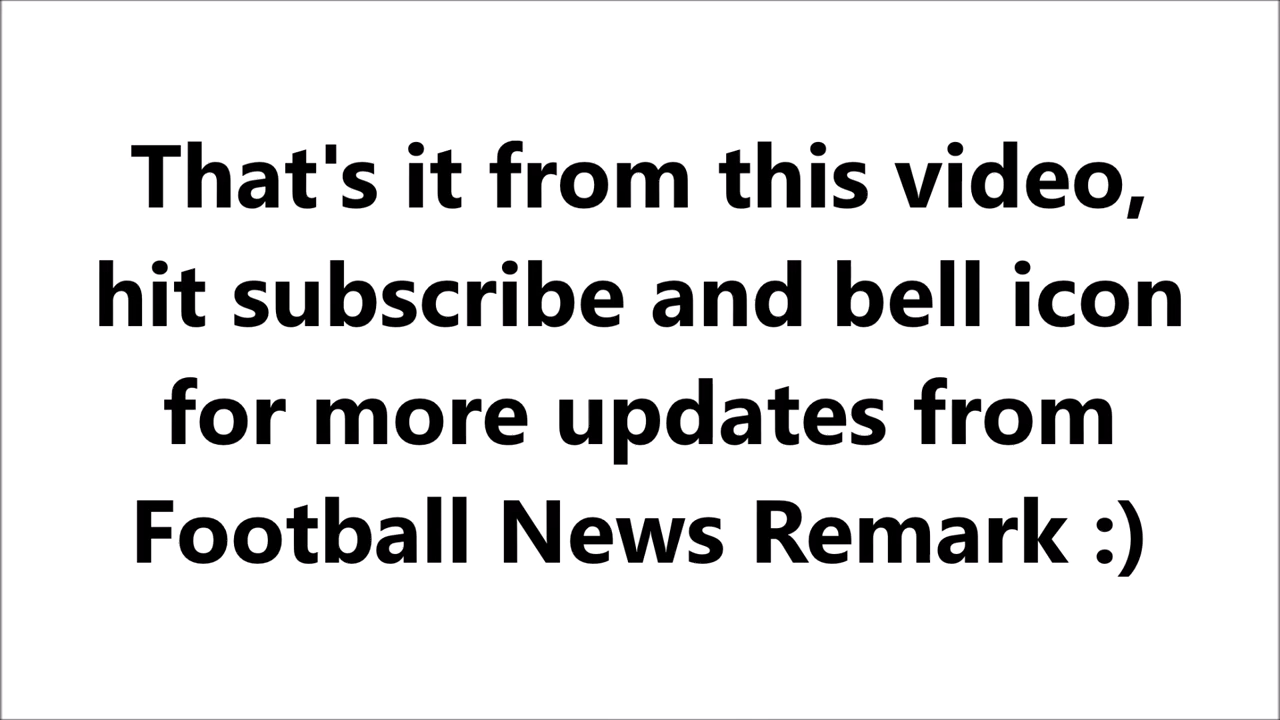 That's it from this video,
hit subscribe and bell icon
for more updates from
Football News Remark :)